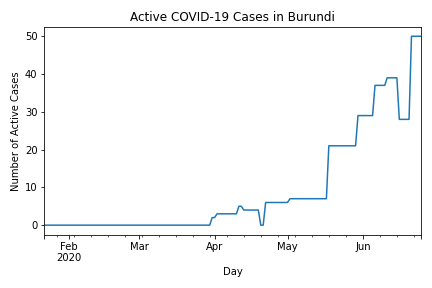 Active COVID-19 Cases in Burundi
Number of Active Cases
50
40
30
20
10
0
Feb Mar Apr May Jun
2020
Day